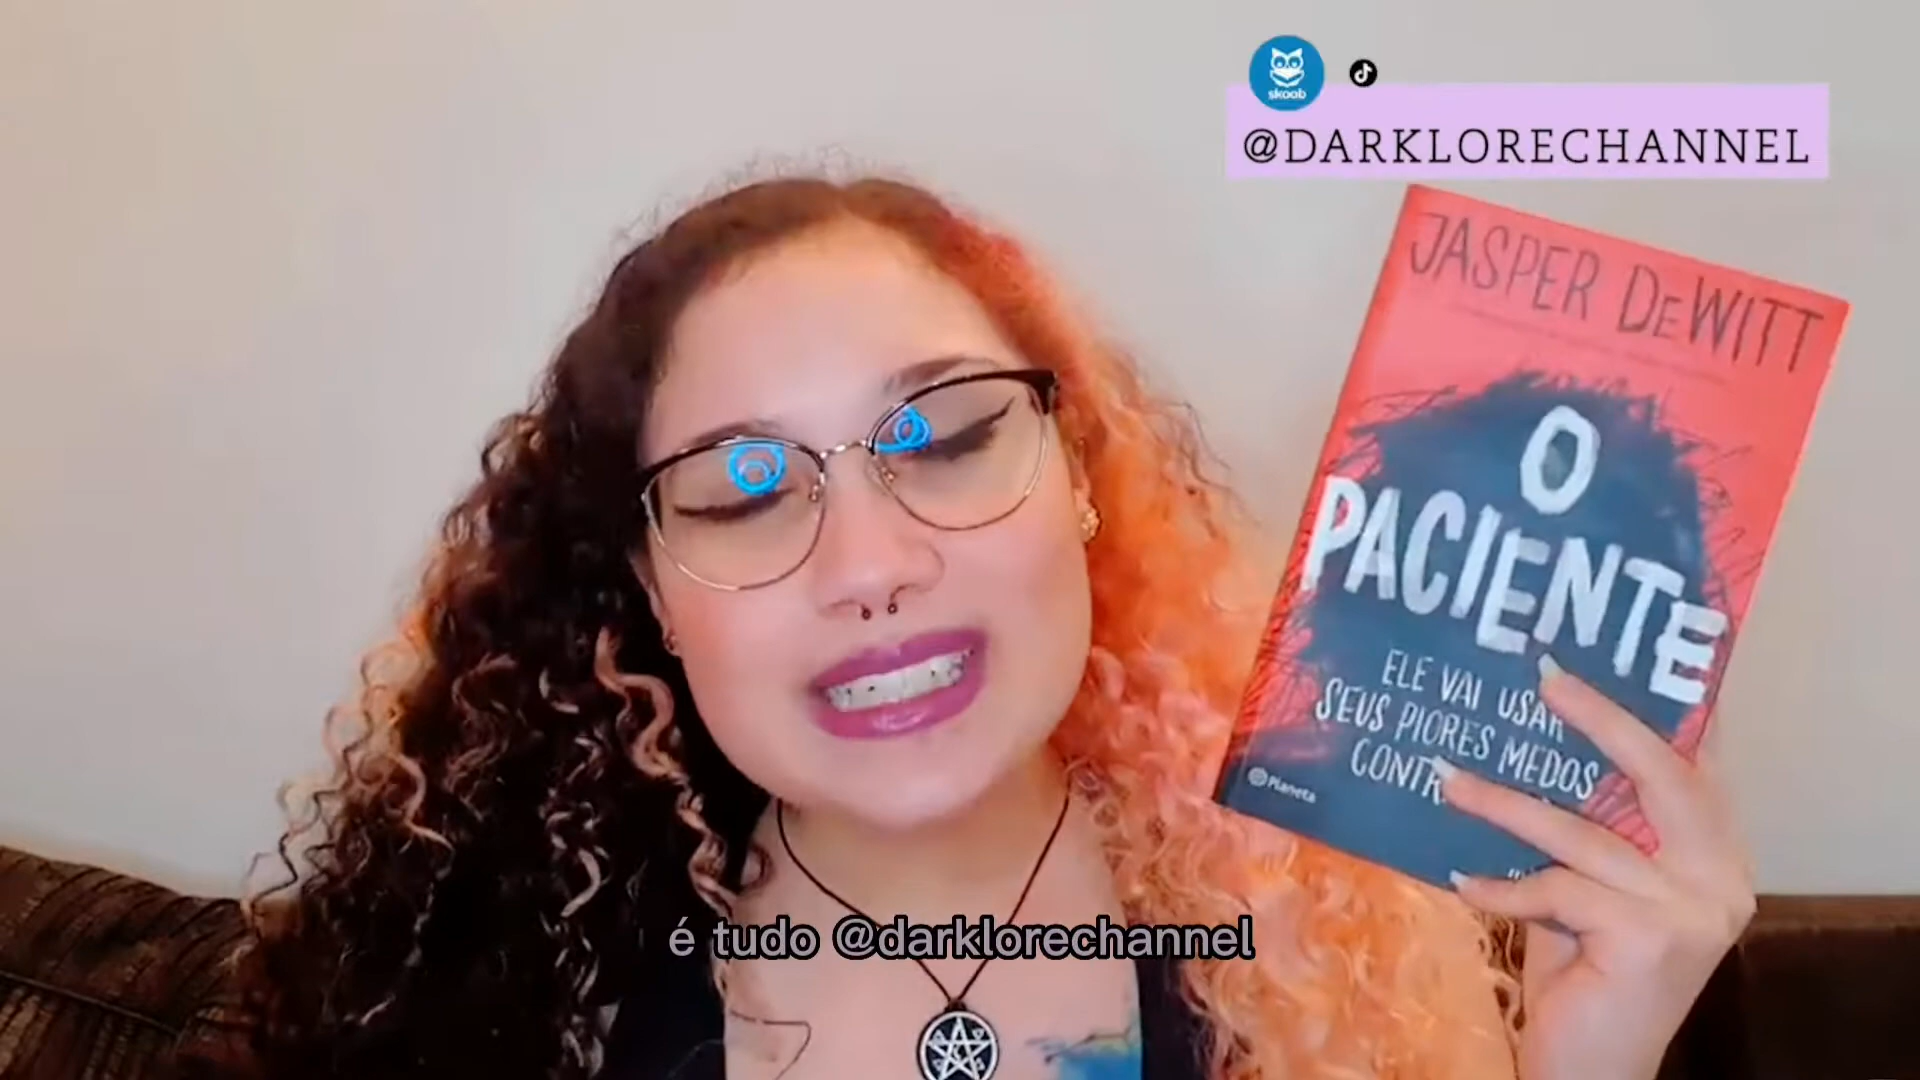 skoob
@DARKLORECHANNEL
JASPER DEWITT
O
PACIENTE
ELE VAI USAR
SEUS PIORES MEDOS
Planeta
é tudo @darklorechannel